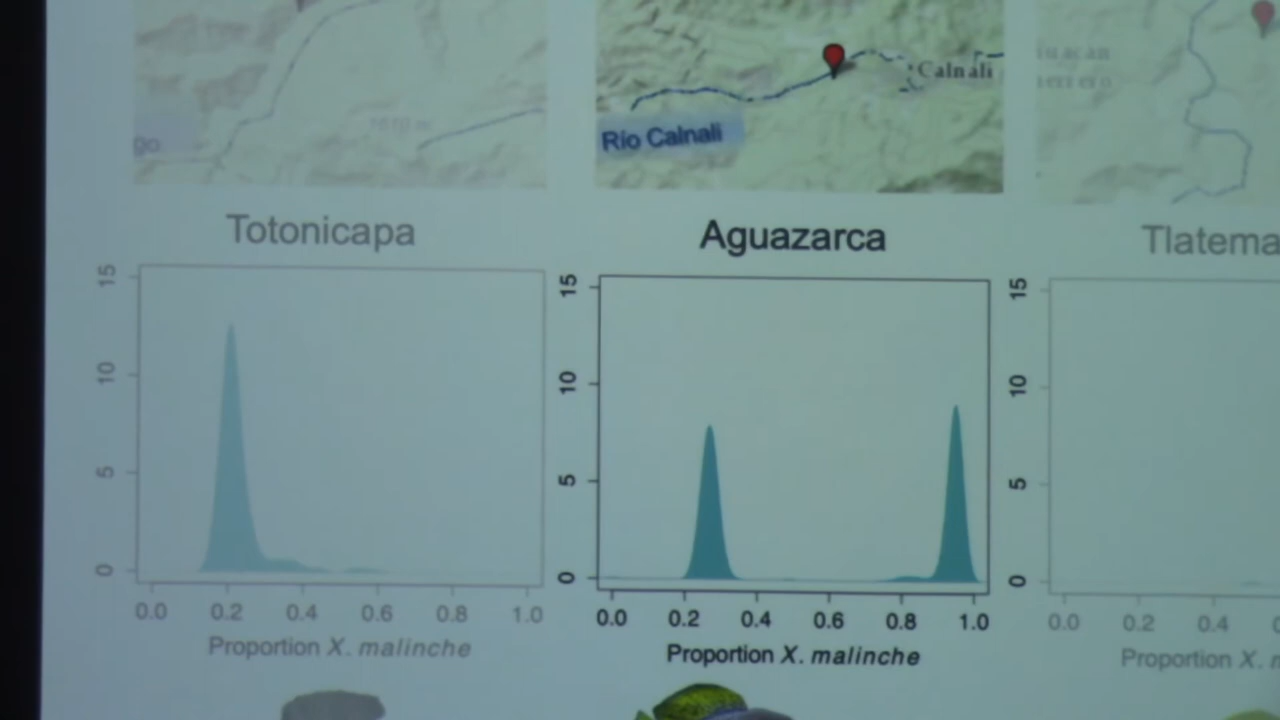 Calnali
Río Calnali
go
Totonicapa
Aguazarca
Tlatema
15
10
5
0
0.0 0.2 0.4 0.6 0.8 1.0
Proportion X. malinche
15
10
5
0
0.0 0.2 0.4 0.6 0.8 1.0
Proportion X. malinche
15
10
5
0
0.0 0.2 0.4
Proportion X.